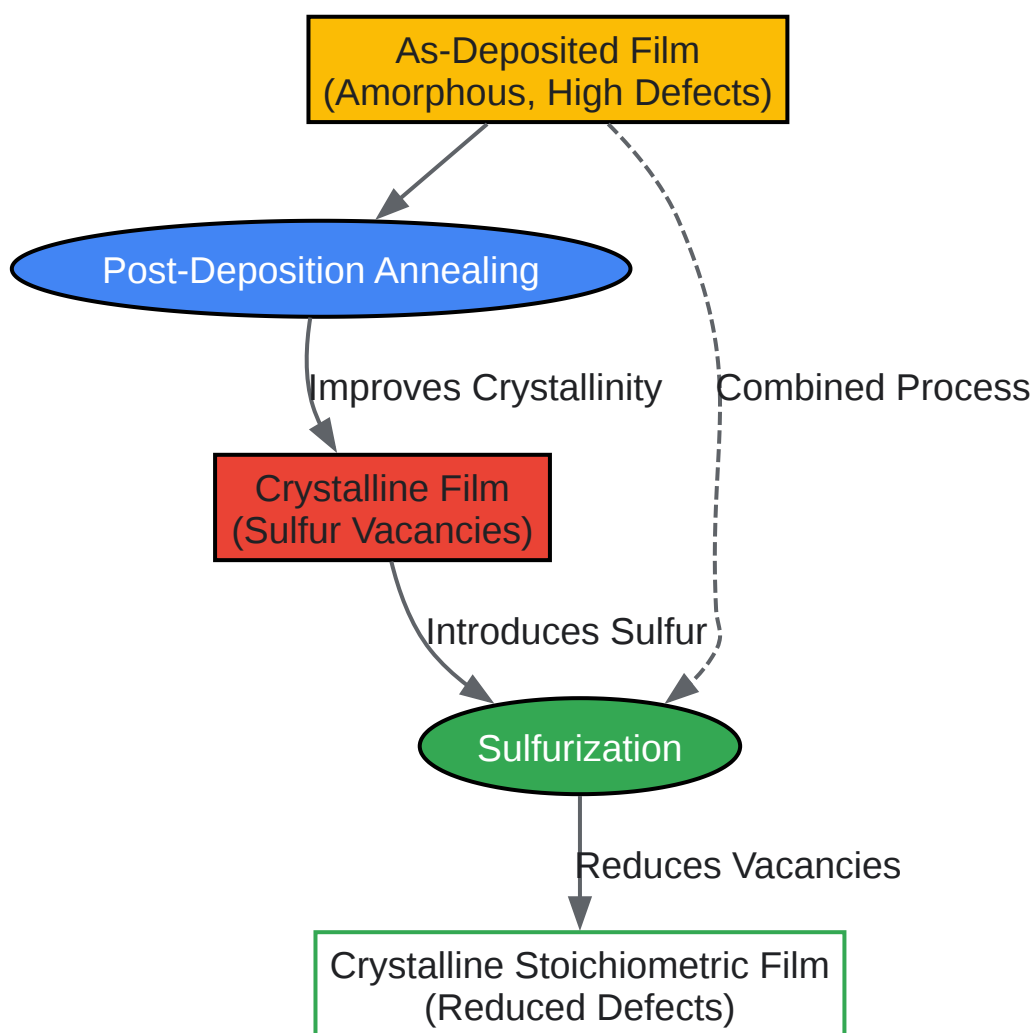 As-Deposited Film
(Amorphous, High Defects)
Post-Deposition Annealing
Improves Crystallinity
Combined Process
Crystalline Film
(Sulfur Vacancies)
Introduces Sulfur
Sulfurization
Reduces Vacancies
Crystalline Stoichiometric Film
(Reduced Defects)